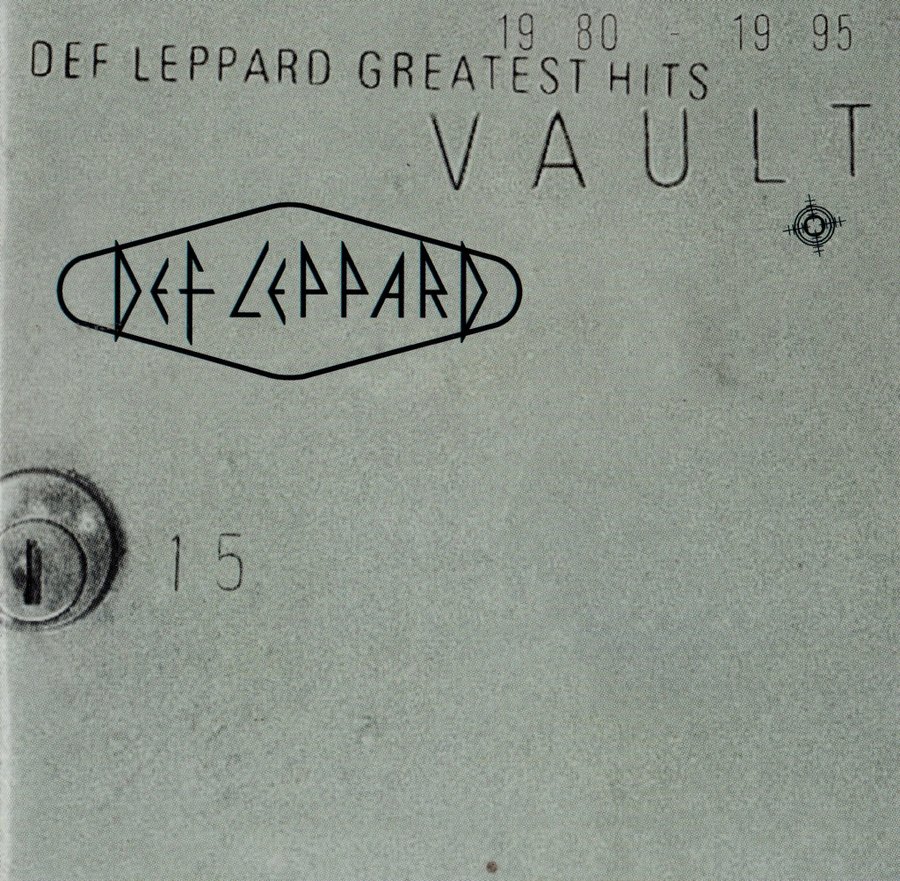 19 80 - 19 95
DEF LEPPARD GREATEST HITS
VAULT
DEF LEPPARD
15